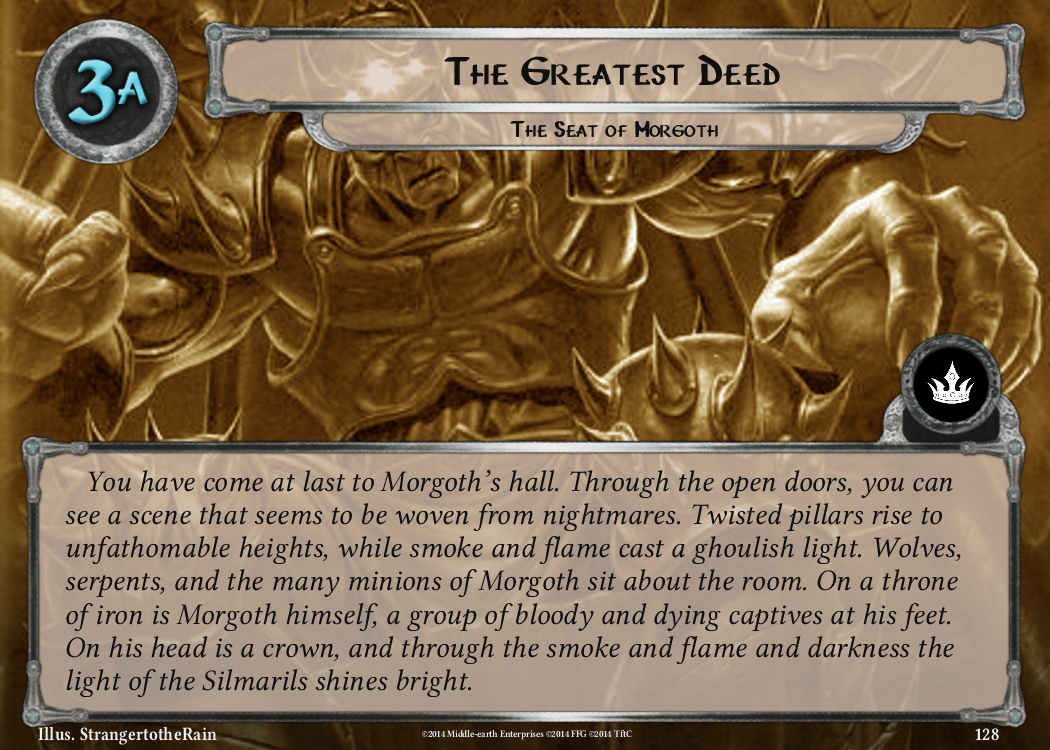 3A
The Greatest Deed
The Seat of Morgoth
You have come at last to Morgoth's hall. Through the open doors, you can
see a scene that seems to be woven from nightmares. Twisted pillars rise to
unfathomable heights, while smoke and flame cast a ghoulish light. Wolves,
serpents, and the many minions of Morgoth sit about the room. On a throne
of iron is Morgoth himself, a group of bloody and dying captives at his feet.
On his head is a crown, and through the smoke and flame and darkness the
light of the Silmarils shines bright.
Illus. StrangertotheRain
©2014 Middle-earth Enterprises ©2014 FFG ©2014 TftC
128